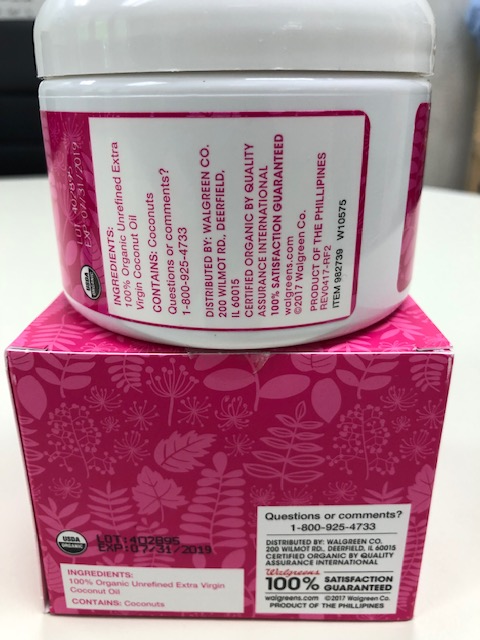 INGREDIENTS:
100% Organic Unrefined Extra
Virgin Coconut Oil
CONTAINS: Coconuts
Questions or comments?
1-800-925-4733
DISTRIBUTED BY: WALGREEN CO.
200 WILMOT RD., DEERFIELD,
IL 60015
CERTIFIED ORGANIC BY QUALITY
ASSURANCE INTERNATIONAL
100% SATISFACTION GUARANTEED
walgreens.com
©2017 Walgreen Co.
PRODUCT OF THE PHILLIPINES
REV0417-RF2
ITEM 982739 W10575
EXP:07/31/2019
USDA
ORGANIC
USDA
ORGANIC
LOT:402895
EXP:07/31/2019
INGREDIENTS:
100% Organic Unrefined Extra Virgin
Coconut Oil
CONTAINS: Coconuts
Questions or comments?
1-800-925-4733
DISTRIBUTED BY: WALGREEN CO.
200 WILMOT RD., DEERFIELD, IL 60015
CERTIFIED ORGANIC BY QUALITY
ASSURANCE INTERNATIONAL
Walgreens
100% SATISFACTION
GUARANTEED
walgreens.com ©2017 Walgreen Co.
PRODUCT OF THE PHILLIPINES